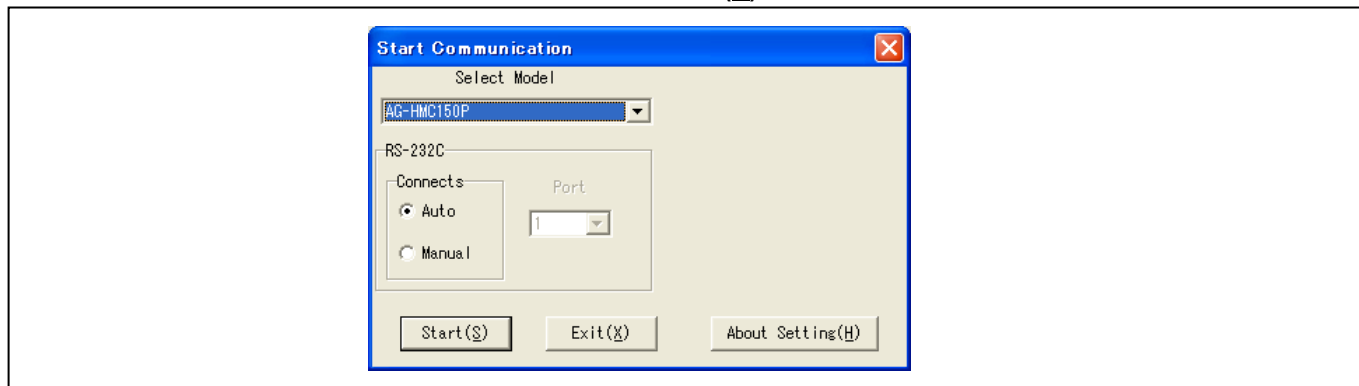 Start Communication
Select Model
AG-HMC150P
RS-232C
Connects
Port
Auto
1
Manual
Start(S)
Exit(X)
About Setting(H)